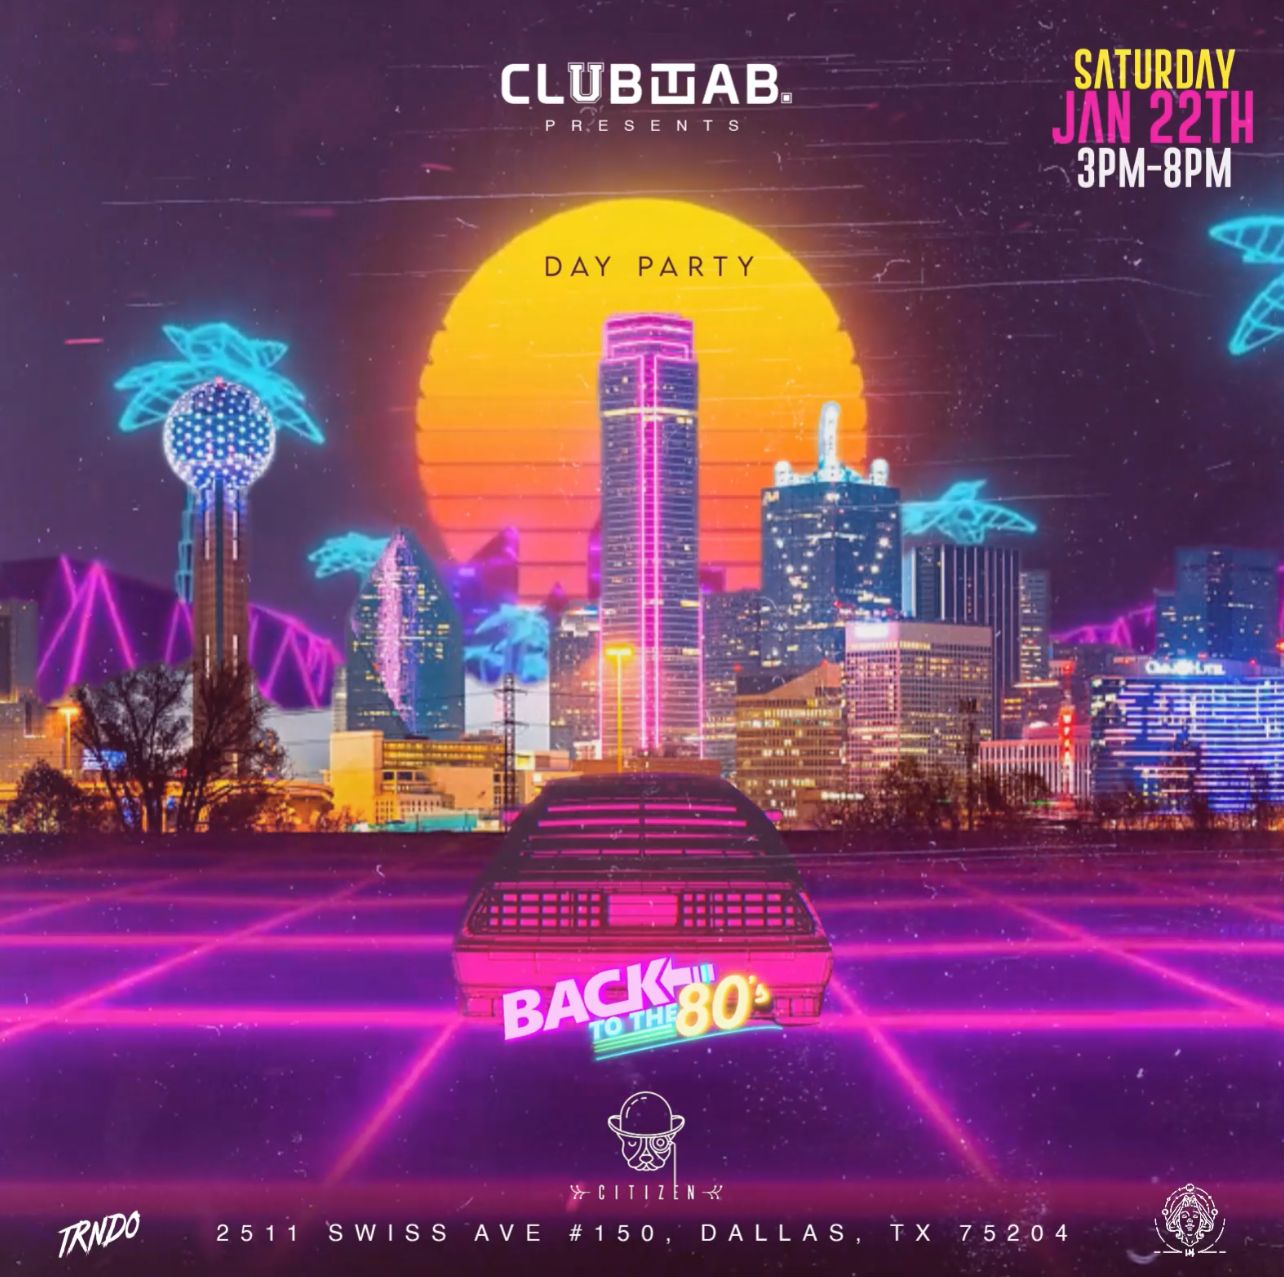 CLUBHAB.
PRESENTS
SATURDAY
JAN 22TH
3PM-8PM
DAY PARTY
BACK
TO THE 80's
CITIZEN
TRNDO
2511 SWISS AVE #150, DALLAS, TX 75204